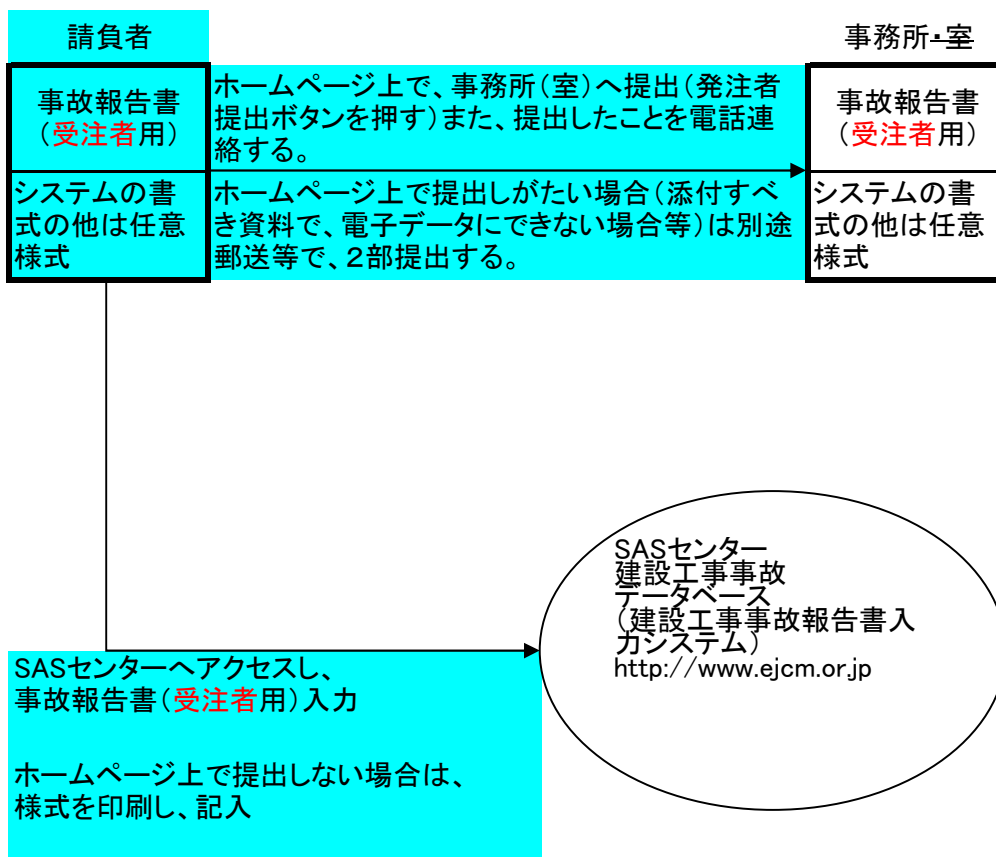 請負者
事務所・室
事故報告書
（受注者用）
システムの書
式の他は任意
様式
ホームページ上で、事務所（室）へ提出（発注者
提出ボタンを押す）また、提出したことを電話連
絡する。
ホームページ上で提出しがたい場合（添付すべ
き資料で、電子データにできない場合等）は別途
郵送等で、２部提出する。
事故報告書
（受注者用）
システムの書
式の他は任意
様式
SASセンター
建設工事事故
データベース
（建設工事事故報告書入
力システム）
http://www.ejcm.or.jp
SASセンターへアクセスし、
事故報告書（受注者用）入力
ホームページ上で提出しない場合は、
様式を印刷し、記入